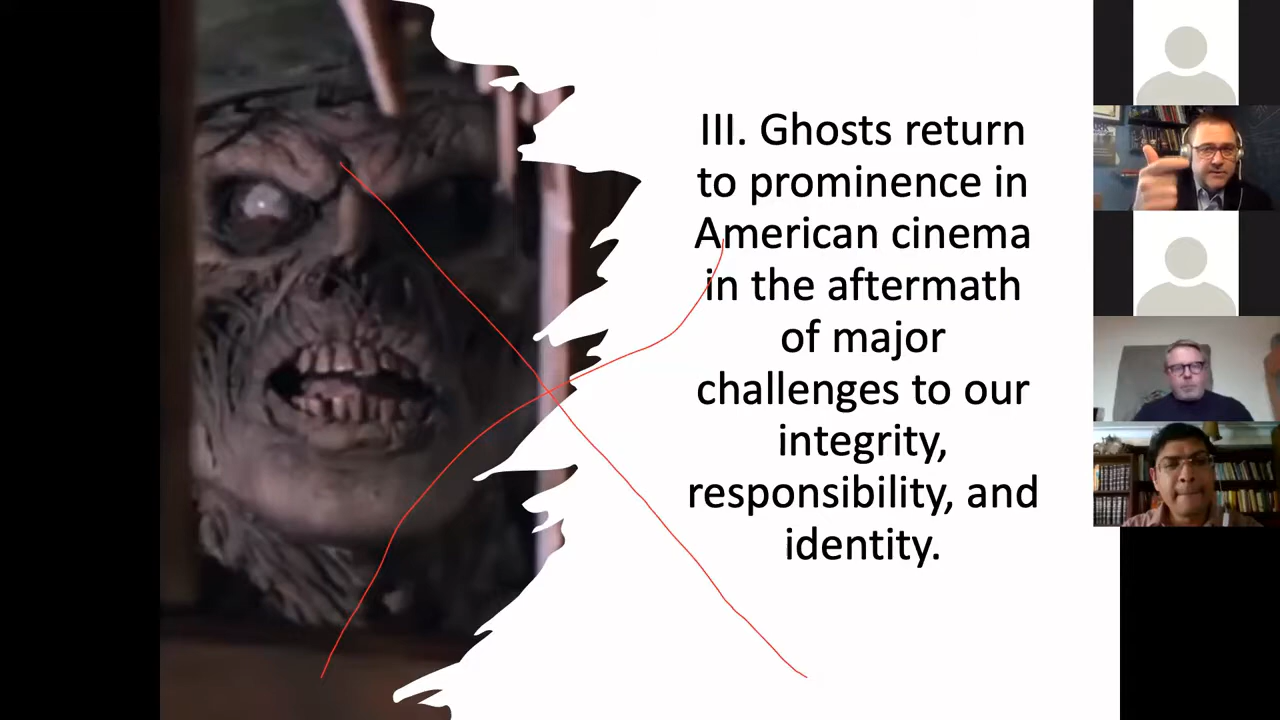 III. Ghosts return
to prominence in
American cinema
in the aftermath
of major
challenges to our
integrity,
responsibility, and
identity.